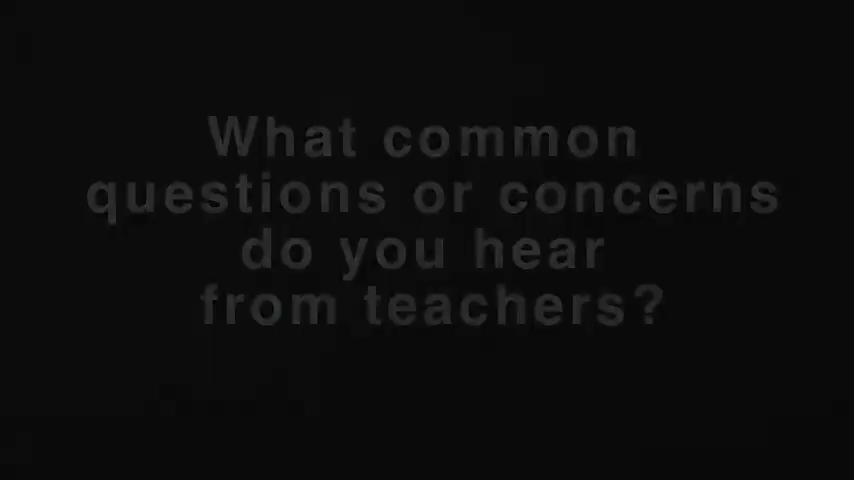 What common
questions or concerns
do you hear
from teachers?